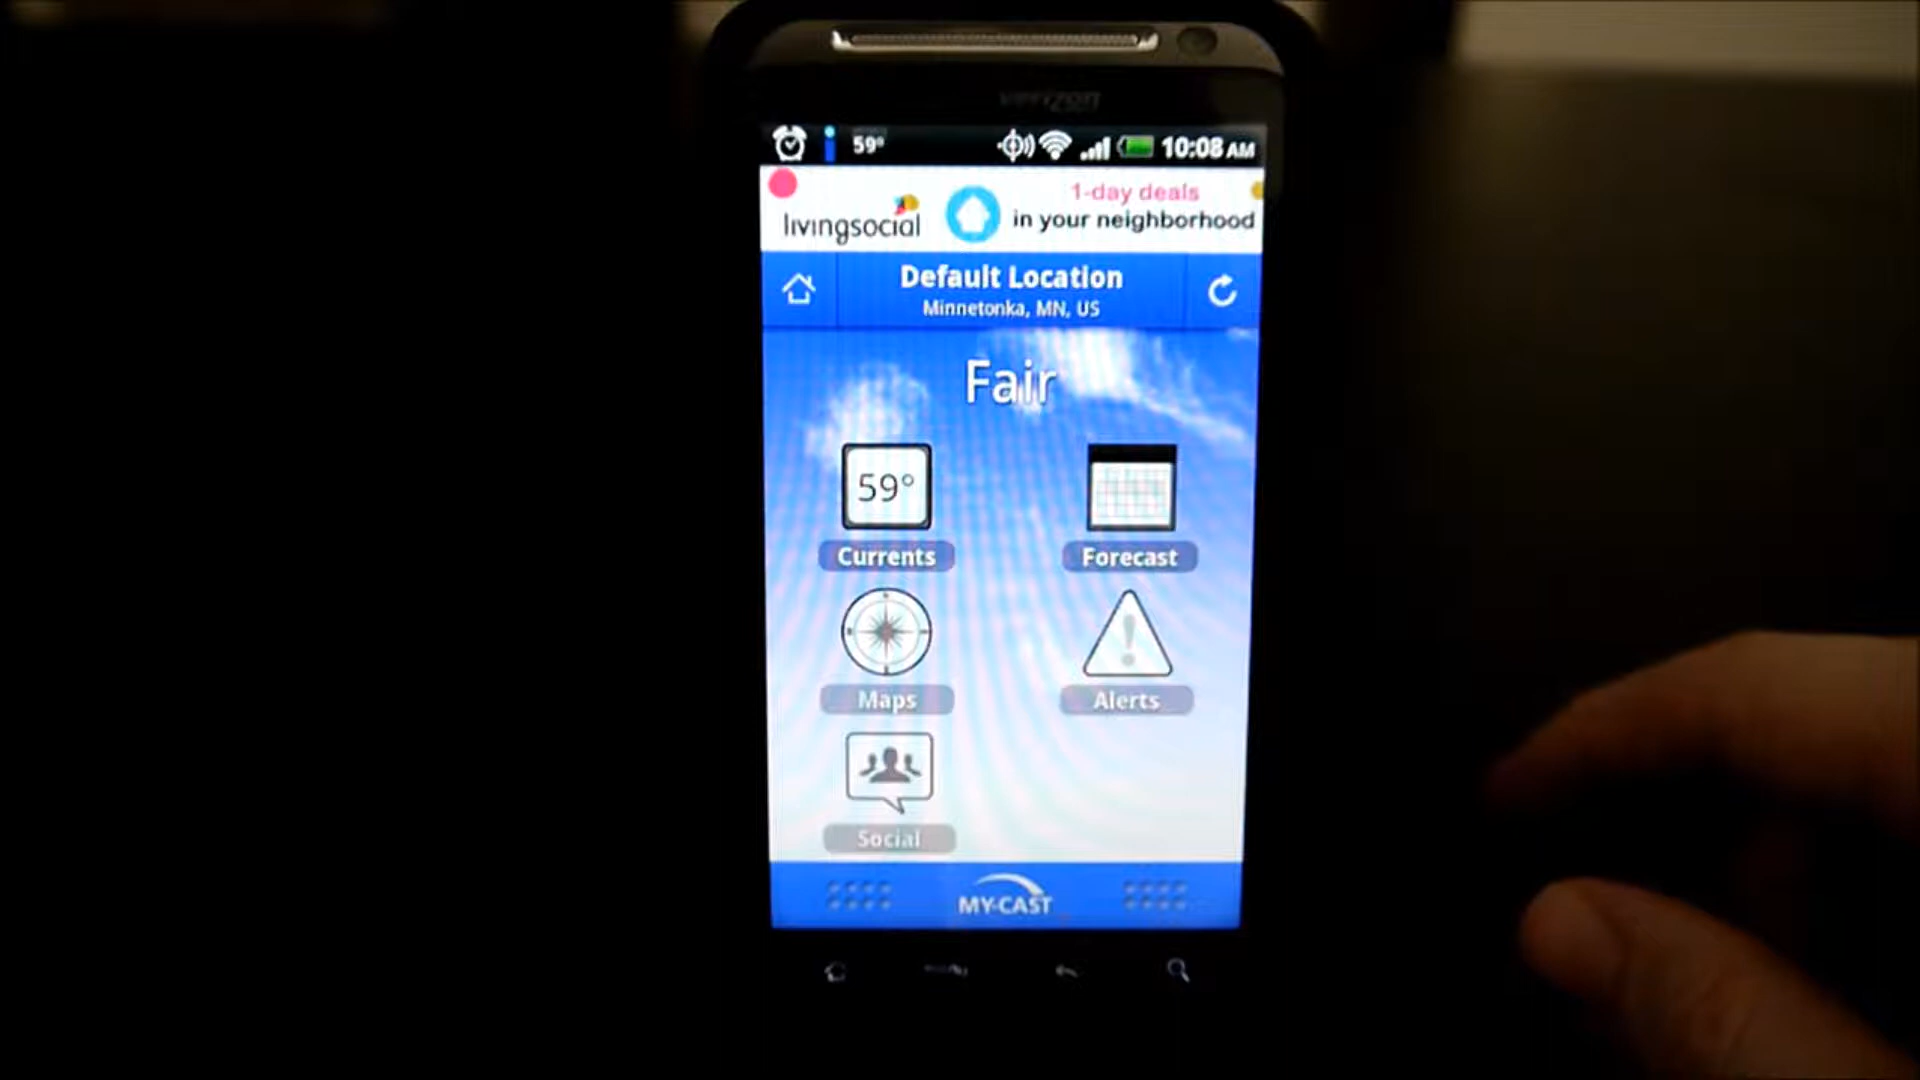 verizon
59°
10:08 AM
livingsocial
1-day deals
in your neighborhood
Default Location
Minnetonka, MN, US
Fair
59°
Currents
Forecast
Maps
Alerts
Social
MY-CAST